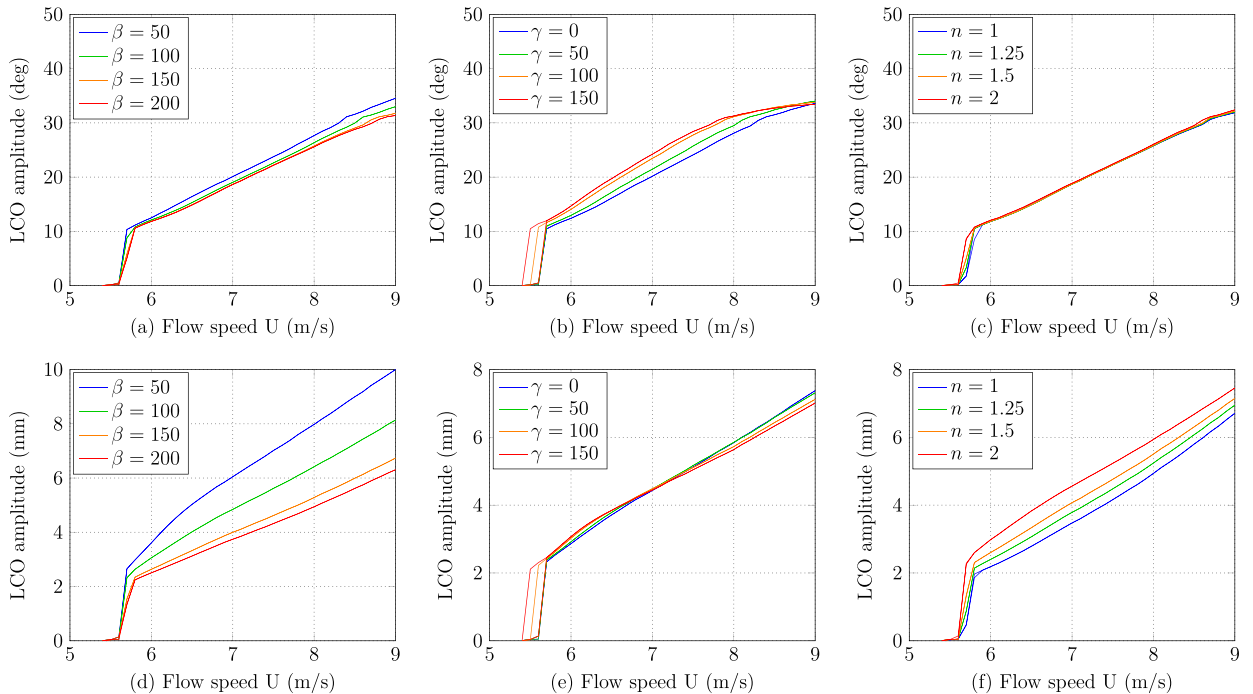 50
40
30
20
10
0
LCO amplitude (deg)
β = 50
β = 100
β = 150
β = 200
5 6 7 8 9
(a) Flow speed U (m/s)
50
40
30
20
10
0
LCO amplitude (deg)
γ = 0
γ = 50
γ = 100
γ = 150
5 6 7 8 9
(b) Flow speed U (m/s)
50
40
30
20
10
0
LCO amplitude (deg)
n = 1
n = 1.25
n = 1.5
n = 2
5 6 7 8 9
(c) Flow speed U (m/s)
10
8
6
4
2
0
LCO amplitude (mm)
β = 50
β = 100
β = 150
β = 200
5 6 7 8 9
(d) Flow speed U (m/s)
8
6
4
2
0
LCO amplitude (mm)
γ = 0
γ = 50
γ = 100
γ = 150
5 6 7 8 9
(e) Flow speed U (m/s)
8
6
4
2
0
LCO amplitude (mm)
n = 1
n = 1.25
n = 1.5
n = 2
5 6 7 8 9
(f) Flow speed U (m/s)